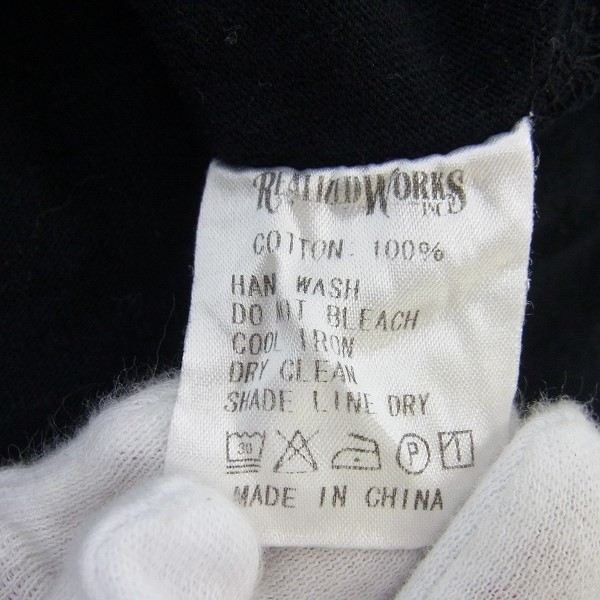 REALMADWORKS
INC
COTTON: 100%
HAND WASH
DO NOT BLEACH
COOL IRON
DRY CLEAN
SHADE LINE DRY
30 P
MADE IN CHINA